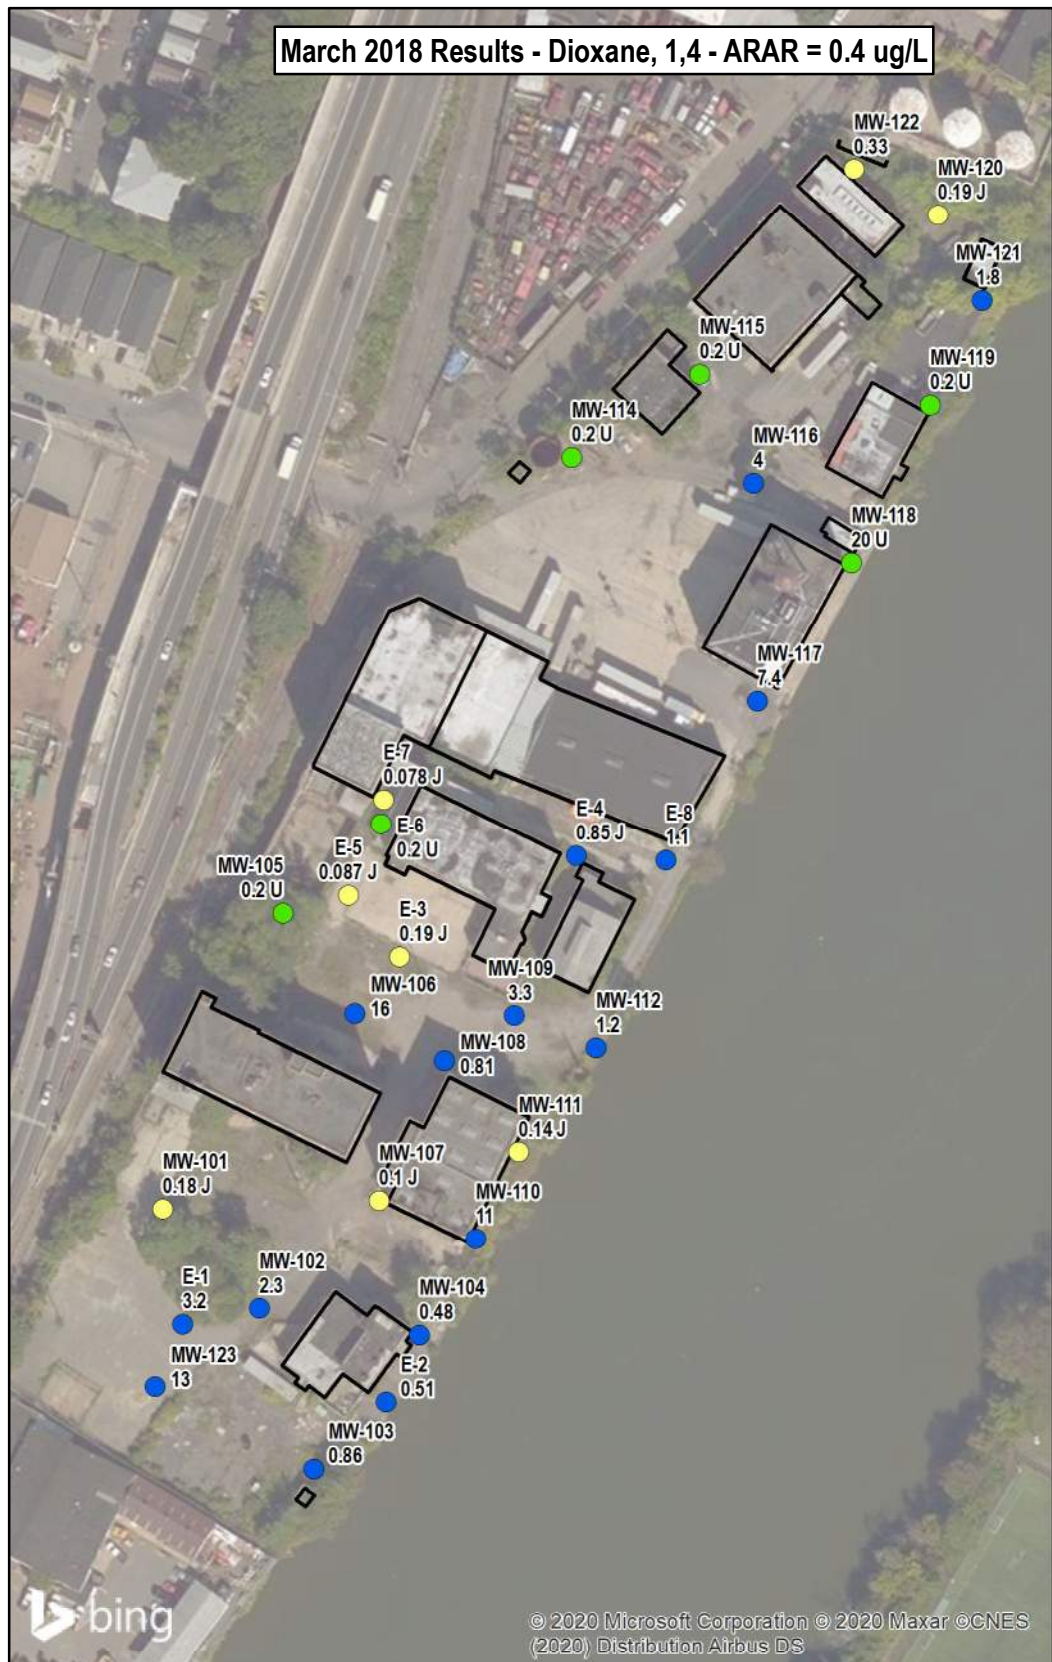 March 2018 Results - Dioxane, 1,4 - ARAR = 0.4 ug/L
MW-122
0.33
MW-120
0.19 J
MW-121
1.8
MW-115
0.2 U
MW-119
0.2 U
MW-114
0.2 U
MW-116
4
MW-118
20 U
MW-117
7.4
E-7
0.078 J
E-6
0.2 U
E-4
0.85 J
E-8
1.1
E-5
0.087 J
MW-105
0.2 U
E-3
0.19 J
MW-106
16
MW-109
3.3
MW-112
1.2
MW-108
0.81
MW-111
0.14 J
MW-107
0.1 J
MW-101
0.18 J
MW-110
11
MW-102
2.3
E-1
3.2
MW-104
0.48
MW-123
13
E-2
0.51
MW-103
0.86
bing
© 2020 Microsoft Corporation © 2020 Maxar ©CNES
(2020) Distribution Airbus DS